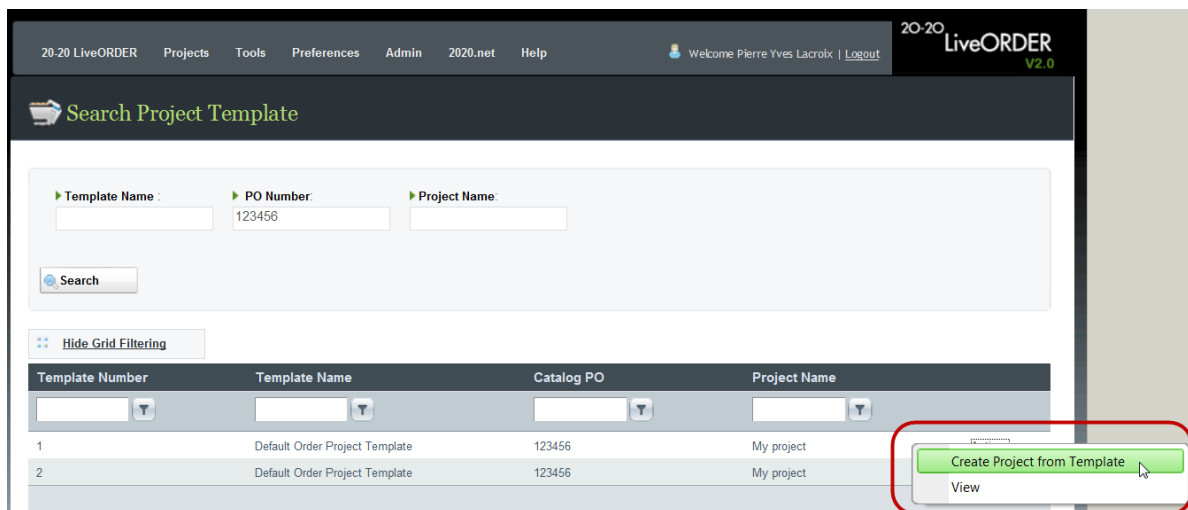 20-20 LiveORDER Projects Tools Preferences Admin 2020.net Help Welcome Pierre Yves Lacroix | Logout
20-20 LiveORDER
V2.0
Search Project Template
Template Name : PO Number: Project Name:
123456
Search
Hide Grid Filtering
Template Number Template Name Catalog PO Project Name
1 Default Order Project Template 123456 My project
2 Default Order Project Template 123456 My project
Create Project from Template
View